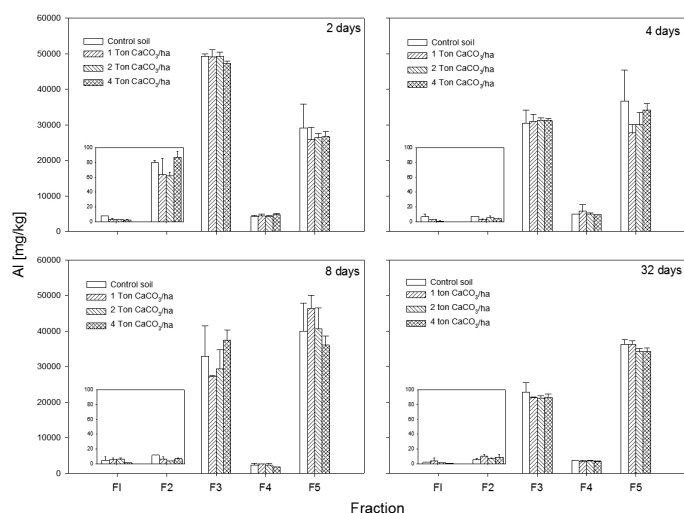 2 days
Control soil
1 Ton CaCO3/ha
2 Ton CaCO3/ha
4 Ton CaCO3/ha
60000
50000
40000
30000
20000
10000
0
100
80
60
40
20
0
4 days
Control soil
1 Ton CaCO3/ha
2 Ton CaCO3/ha
4 Ton CaCO3/ha
100
80
60
40
20
0
Al [mg/kg]
8 days
Control soil
1 Ton CaCO3/ha
2 Ton CaCO3/ha
4 Ton CaCO3/ha
60000
50000
40000
30000
20000
10000
0
100
80
60
40
20
0
32 days
Control soil
1 ton CaCO3/ha
2 ton CaCO3/ha
4 ton CaCO3/ha
100
80
60
40
20
0
FI F2 F3 F4 F5
FI F2 F3 F4 F5
Fraction